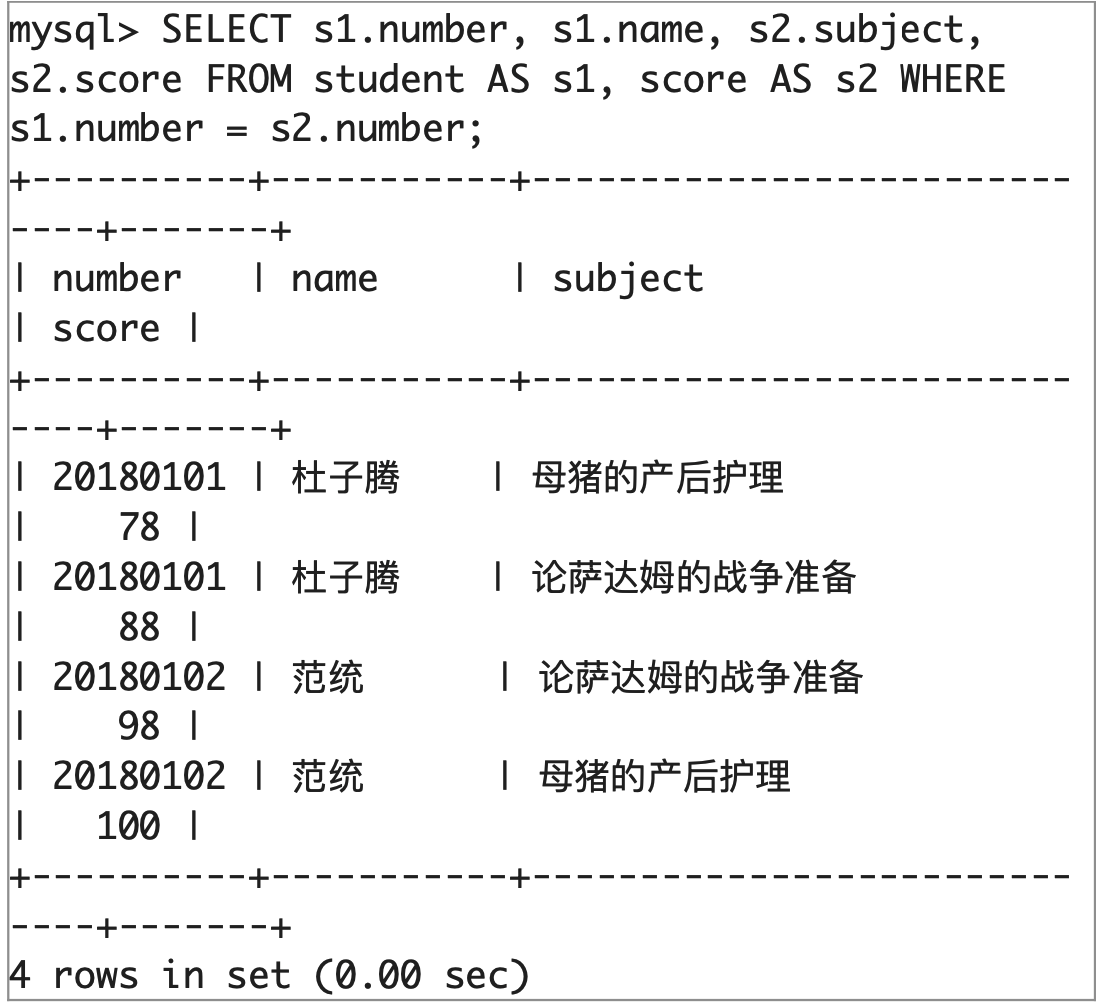 mysql> SELECT s1.number, s1.name, s2.subject,
s2.score FROM student AS s1, score AS s2 WHERE
s1.number = s2.number;
+----------+-----------+-------------------------
----+-------+
| number   | name      | subject
| score |
+----------+-----------+-------------------------
----+-------+
| 20180101 | 杜子腾    | 母猪的产后护理
|    78 |
| 20180101 | 杜子腾    | 论萨达姆的战争准备
|    88 |
| 20180102 | 范统      | 论萨达姆的战争准备
|    98 |
| 20180102 | 范统      | 母猪的产后护理
|   100 |
+----------+-----------+-------------------------
----+-------+
4 rows in set (0.00 sec)